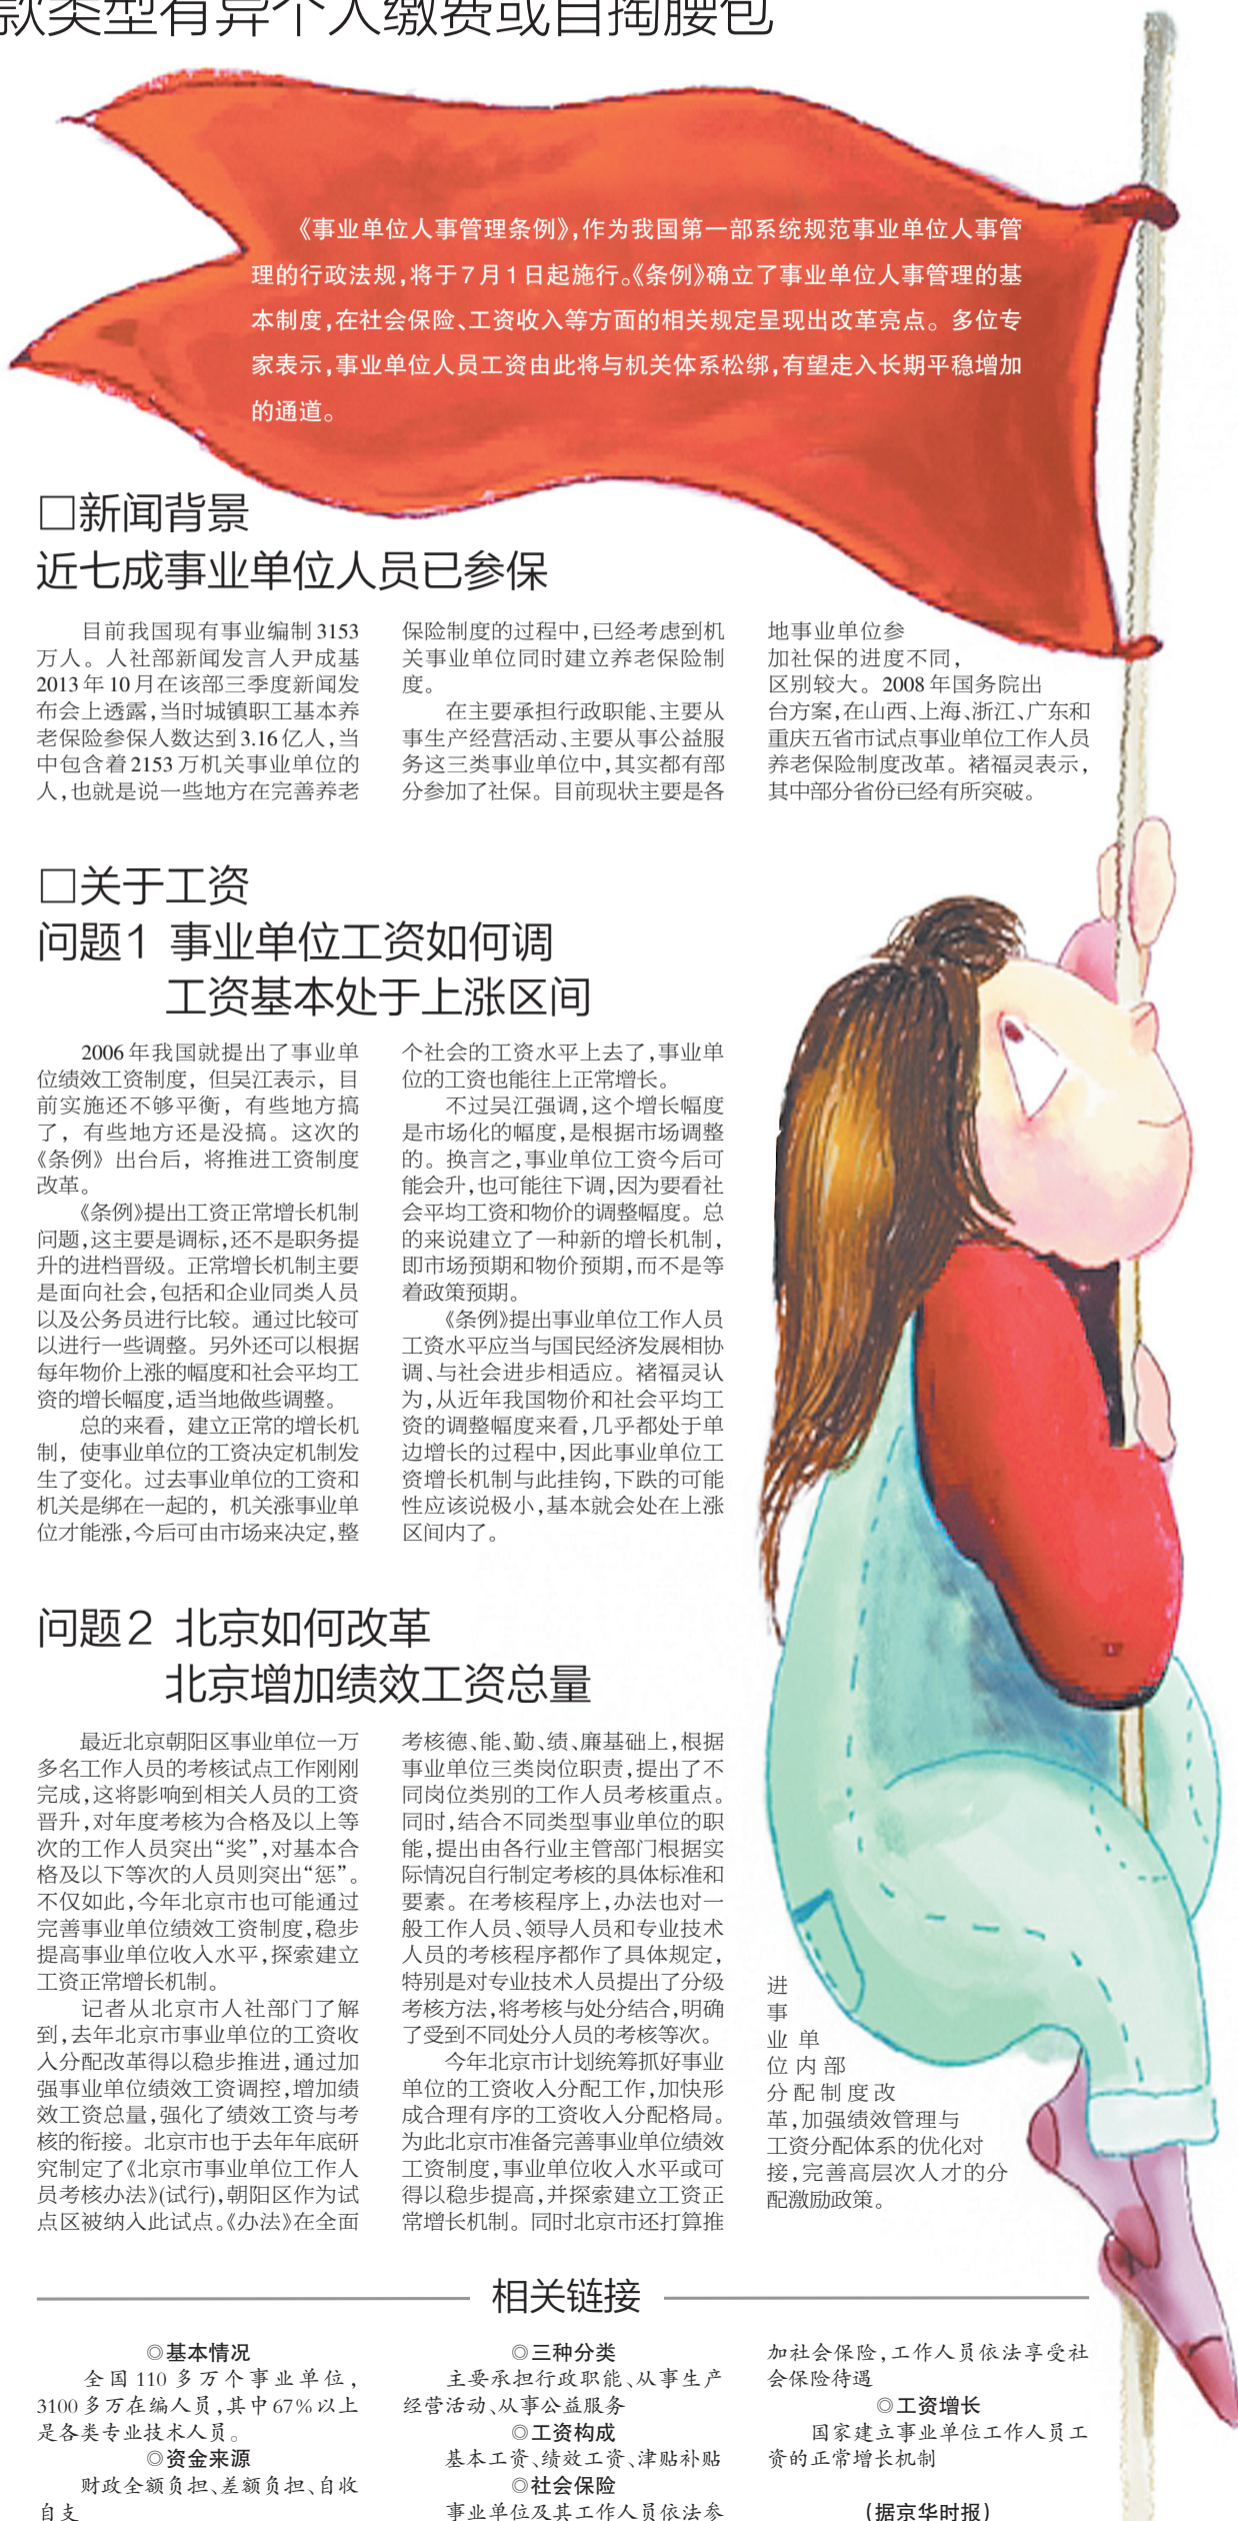 款类型有异个人缴费或自掏腰包
《事业单位人事管理条例》,作为我国第一部系统规范事业单位人事管
理的行政法规,将于7月1日起施行。《条例》确立了事业单位人事管理的基
本制度,在社会保险、工资收入等方面的相关规定呈现出改革亮点。多位专
家表示,事业单位人员工资由此将与机关体系松绑,有望走入长期平稳增加
的通道。
□新闻背景
近七成事业单位人员已参保
目前我国现有事业编制3153
万人。人社部新闻发言人尹成基
2013年10月在该部三季度新闻发
布会上透露,当时城镇职工基本养
老保险参保人数达到3.16亿人,当
中包含着2153万机关事业单位的
人,也就是说一些地方在完善养老
保险制度的过程中,已经考虑到机
关事业单位同时建立养老保险制
度。
在主要承担行政职能、主要从
事生产经营活动、主要从事公益服
务这三类事业单位中,其实都有部
分参加了社保。目前现状主要是各
地事业单位参
加社保的进度不同,
区别较大。2008年国务院出
台方案,在山西、上海、浙江、广东和
重庆五省市试点事业单位工作人员
养老保险制度改革。褚福灵表示,
其中部分省份已经有所突破。
□关于工资
问题1 事业单位工资如何调
工资基本处于上涨区间
2006年我国就提出了事业单
位绩效工资制度，但吴江表示，目
前实施还不够平衡，有些地方搞
了，有些地方还是没搞。这次的
《条例》出台后，将推进工资制度
改革。
《条例》提出工资正常增长机制
问题,这主要是调标,还不是职务提
升的进档晋级。正常增长机制主要
是面向社会,包括和企业同类人员
以及公务员进行比较。通过比较可
以进行一些调整。另外还可以根据
每年物价上涨的幅度和社会平均工
资的增长幅度,适当地做些调整。
总的来看，建立正常的增长机
制，使事业单位的工资决定机制发
生了变化。过去事业单位的工资和
机关是绑在一起的，机关涨事业单
位才能涨,今后可由市场来决定,整
个社会的工资水平上去了,事业单
位的工资也能往上正常增长。
不过吴江强调,这个增长幅度
是市场化的幅度,是根据市场调整
的。换言之,事业单位工资今后可
能会升,也可能往下调,因为要看社
会平均工资和物价的调整幅度。总
的来说建立了一种新的增长机制,
即市场预期和物价预期,而不是等
着政策预期。
《条例》提出事业单位工作人员
工资水平应当与国民经济发展相协
调、与社会进步相适应。褚福灵认
为,从近年我国物价和社会平均工
资的调整幅度来看,几乎都处于单
边增长的过程中,因此事业单位工
资增长机制与此挂钩,下跌的可能
性应该说极小,基本就会处在上涨
区间内了。
问题2 北京如何改革
北京增加绩效工资总量
最近北京朝阳区事业单位一万
多名工作人员的考核试点工作刚刚
完成,这将影响到相关人员的工资
晋升,对年度考核为合格及以上等
次的工作人员突出“奖”,对基本合
格及以下等次的人员则突出“惩”。
不仅如此,今年北京市也可能通过
完善事业单位绩效工资制度,稳步
提高事业单位收入水平,探索建立
工资正常增长机制。
记者从北京市人社部门了解
到,去年北京市事业单位的工资收
入分配改革得以稳步推进,通过加
强事业单位绩效工资调控,增加绩
效工资总量,强化了绩效工资与考
核的衔接。北京市也于去年年底研
究制定了《北京市事业单位工作人
员考核办法》(试行),朝阳区作为试
点区被纳入此试点。《办法》在全面
考核德、能、勤、绩、廉基础上,根据
事业单位三类岗位职责,提出了不
同岗位类别的工作人员考核重点。
同时,结合不同类型事业单位的职
能,提出由各行业主管部门根据实
际情况自行制定考核的具体标准和
要素。在考核程序上,办法也对一
般工作人员、领导人员和专业技术
人员的考核程序都作了具体规定,
特别是对专业技术人员提出了分级
考核方法,将考核与处分结合,明确
了受到不同处分人员的考核等次。
今年北京市计划统筹抓好事业
单位的工资收入分配工作,加快形
成合理有序的工资收入分配格局。
为此北京市准备完善事业单位绩效
工资制度,事业单位收入水平或可
得以稳步提高,并探索建立工资正
常增长机制。同时北京市还打算推
进
事
业单
位内部
分配制度改
革,加强绩效管理与
工资分配体系的优化对
接,完善高层次人才的分
配激励政策。
相关链接
◎基本情况
全国110多万个事业单位,
3100多万在编人员,其中67%以上
是各类专业技术人员。
◎资金来源
财政全额负担、差额负担、自收
自支
◎三种分类
主要承担行政职能、从事生产
经营活动、从事公益服务
◎工资构成
基本工资、绩效工资、津贴补贴
◎社会保险
事业单位及其工作人员依法参
加社会保险,工作人员依法享受社
会保险待遇
◎工资增长
国家建立事业单位工作人员工
资的正常增长机制
(据京华时报)